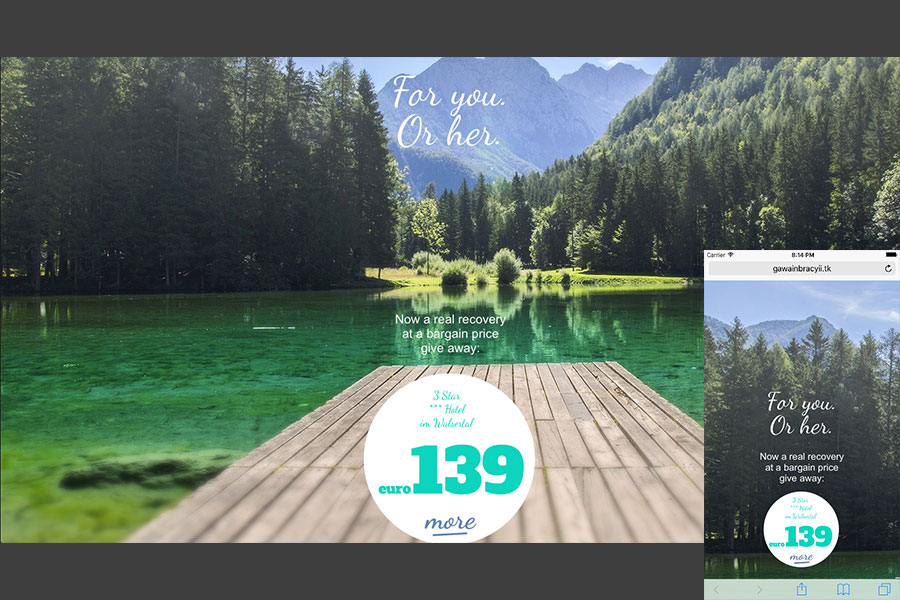 For you.
Or her.
Now a real recovery
at a bargain price
give away:
3 Star
*** Hotel
im Walsertal
euro 139
more
Carrier
8:14 PM
gawainbracyii.tk
For you.
Or her.
Now a real recovery
at a bargain price
give away:
3 Star
*** Hotel
im Walsertal
euro 139
more